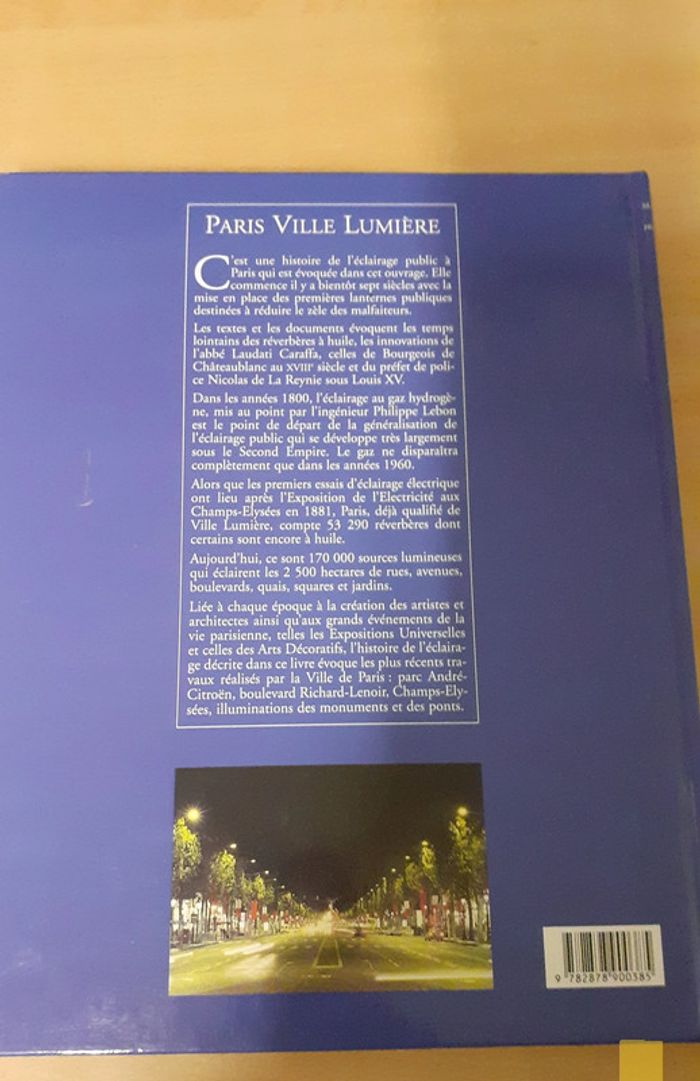 PARIS VILLE LUMIÈRE
C'est une histoire de l'éclairage public à
Paris qui est évoquée dans cet ouvrage. Elle
commence il y a bientôt sept siècles avec la
mise en place des premières lanternes publiques
destinées à réduire le zèle des malfaiteurs.
Les textes et les documents évoquent les temps
lointains des réverbères à huile, les innovations de
l'abbé Laudati Caraffa, celles de Bourgeois de
Châteaublanc au XVIIIe siècle et du préfet de poli-
ce Nicolas de La Reynie sous Louis XV.
Dans les années 1800, l'éclairage au gaz hydrogè-
ne, mis au point par l'ingénieur Philippe Lebon
est le point de départ de la généralisation de
l'éclairage public qui se développe très largement
sous le Second Empire. Le gaz ne disparaîtra
complètement que dans les années 1960.
Alors que les premiers essais d'éclairage électrique
ont lieu après l'Exposition de l'Electricité aux
Champs-Elysées en 1881, Paris, déjà qualifié de
Ville Lumière, compte 53 290 réverbères dont
certains sont encore à huile.
Aujourd'hui, ce sont 170 000 sources lumineuses
qui éclairent les 2 500 hectares de rues, avenues,
boulevards, quais, squares et jardins.
Liée à chaque époque à la création des artistes et
architectes ainsi qu'aux grands événements de la
vie parisienne, telles les Expositions Universelles
et celles des Arts Décoratifs, l'histoire de l'éclaira-
ge décrite dans ce livre évoque les plus récents tra-
vaux réalisés par la Ville de Paris : parc André-
Citroën, boulevard Richard-Lenoir, Champs-Ely-
sées, illuminations des monuments et des ponts.
9 782878 900385